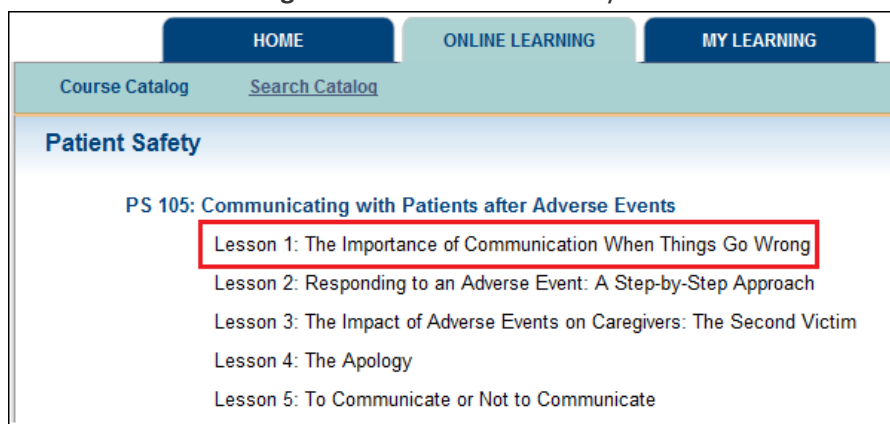 HOME ONLINE LEARNING MY LEARNING
Course Catalog Search Catalog
Patient Safety
PS 105: Communicating with Patients after Adverse Events
Lesson 1: The Importance of Communication When Things Go Wrong
Lesson 2: Responding to an Adverse Event: A Step-by-Step Approach
Lesson 3: The Impact of Adverse Events on Caregivers: The Second Victim
Lesson 4: The Apology
Lesson 5: To Communicate or Not to Communicate